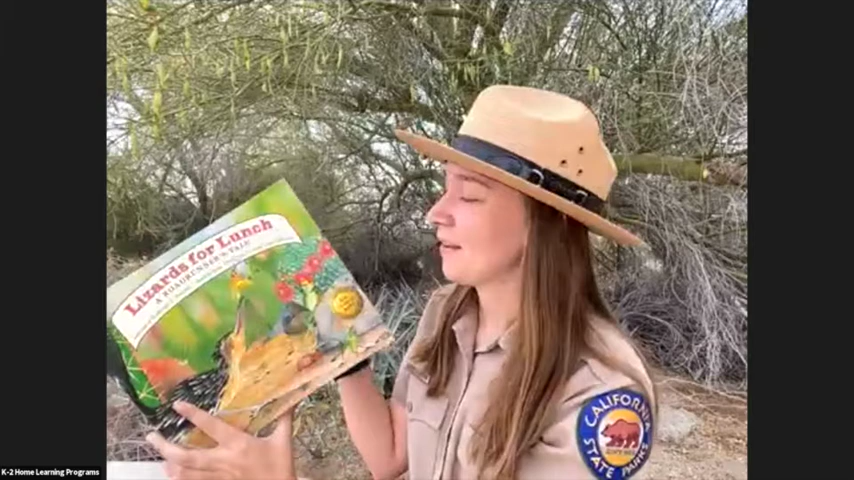 Lizards for Lunch
A ROADRUNNER'S TALE
CALIFORNIA
STATE PARKS
K-2 Home Learning Programs